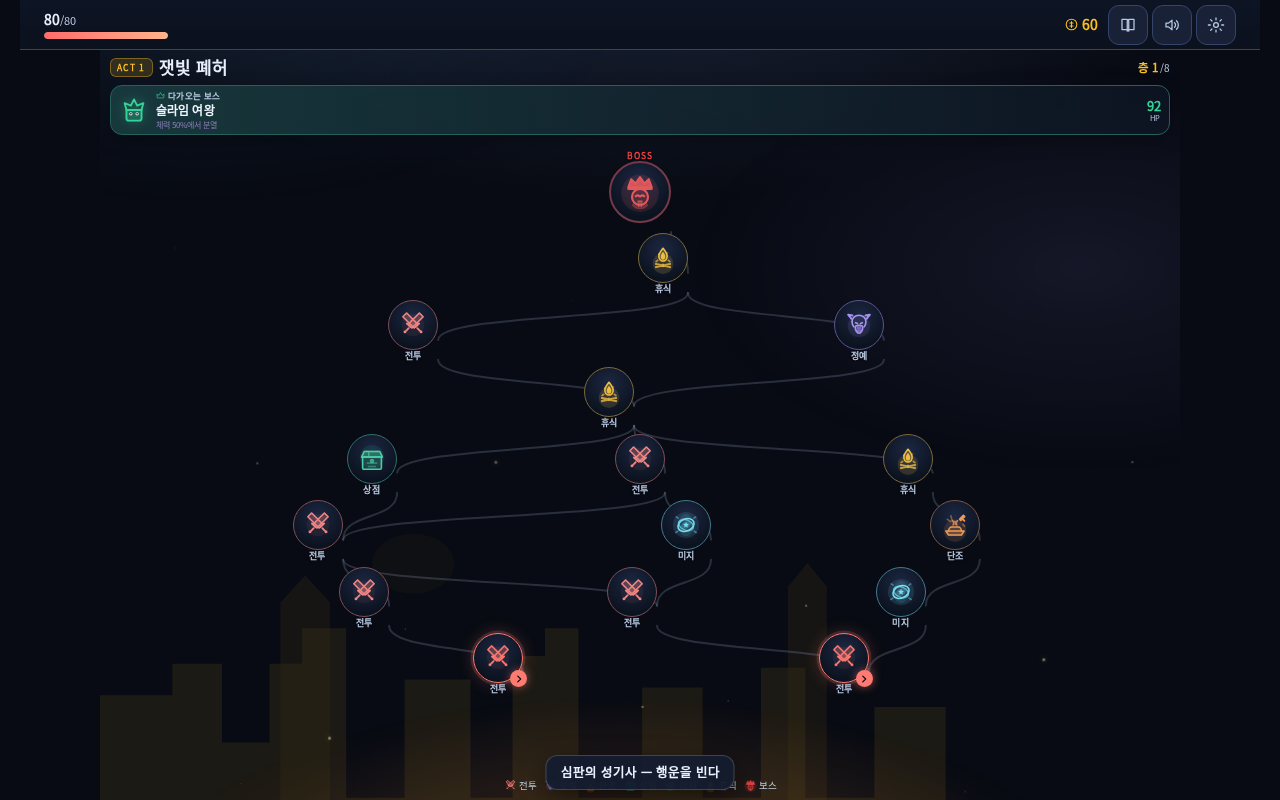 80/80
60
ACT 1 잿빛 폐허
층 1/8
다가오는 보스
슬라임 여왕
체력 50%에서 분열
92
HP
BOSS
휴식
전투
정예
휴식
상점
전투
휴식
전투
미지
단조
전투
전투
미지
전투
전투
심판의 성기사 — 행운을 빈다
전투
식
보스